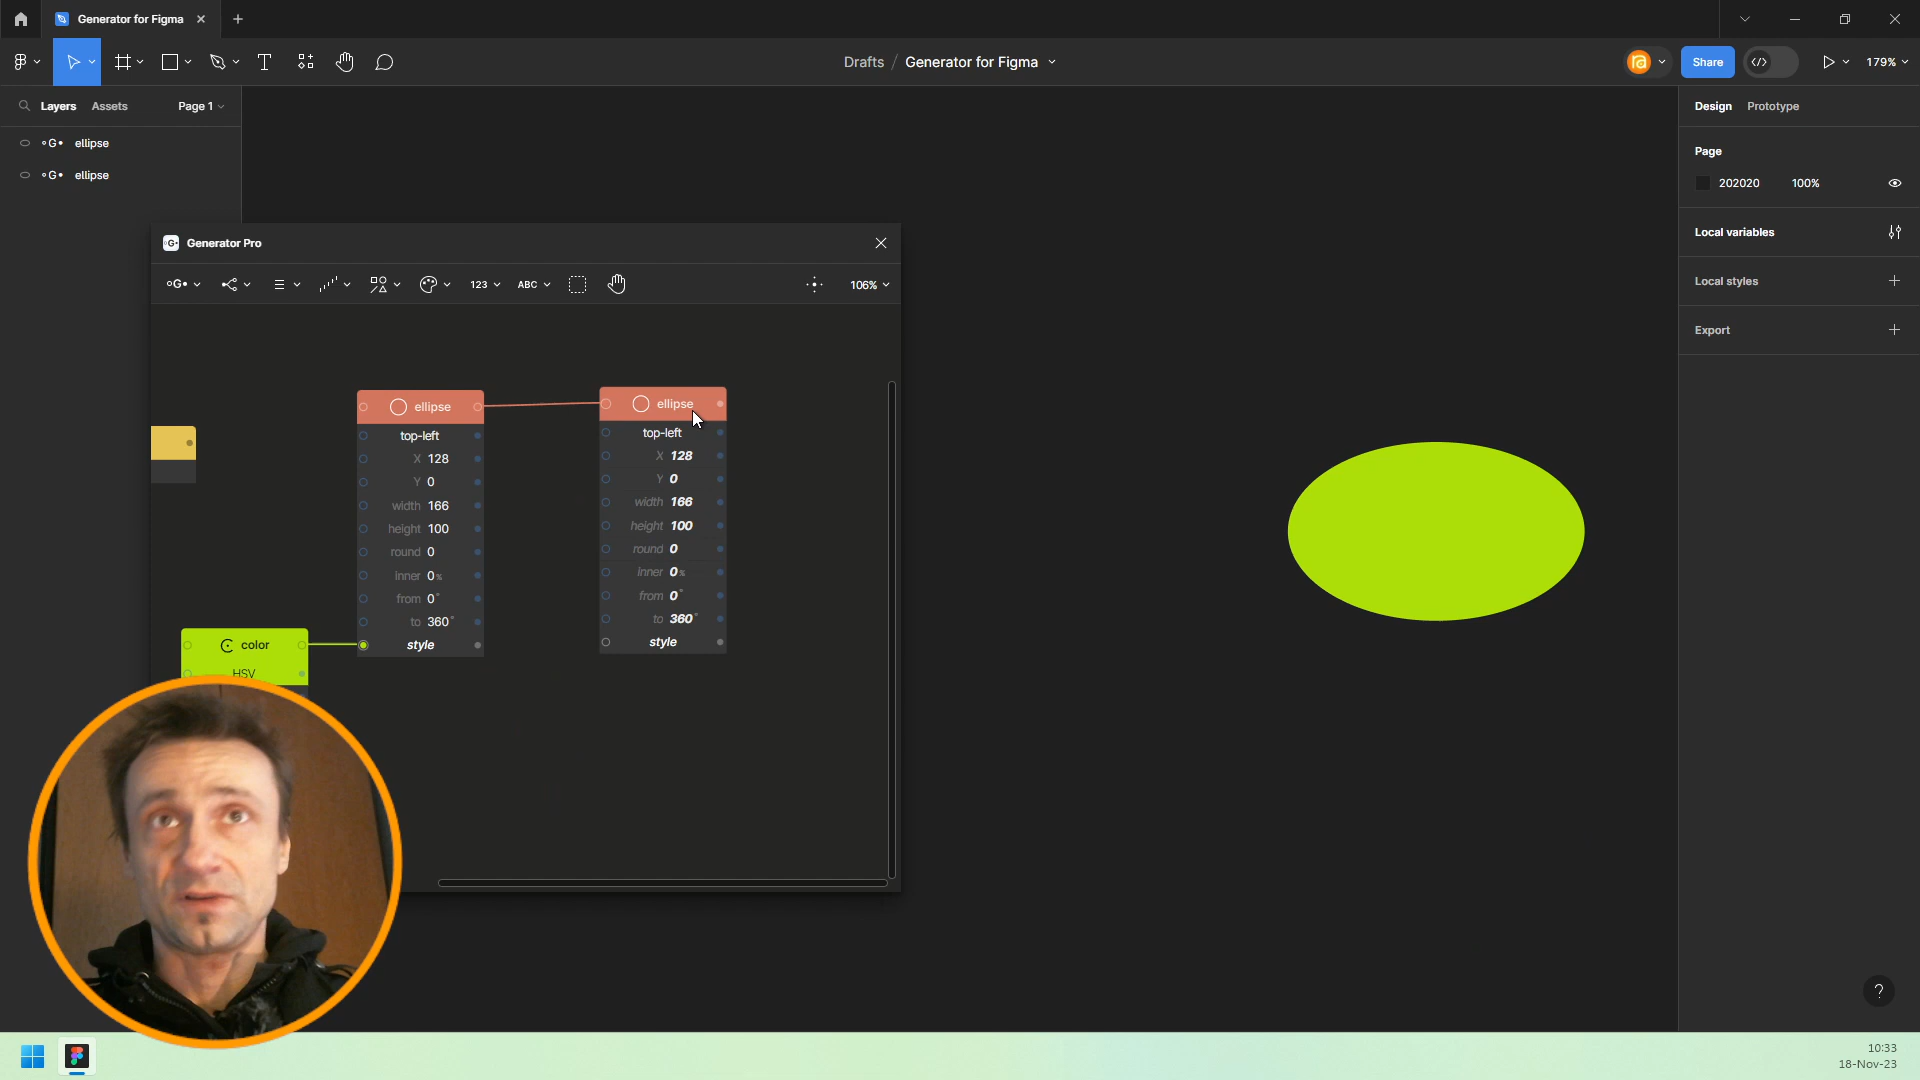 Generator for Figma
Drafts / Generator for Figma
Share
179%
Layers
Assets
Page 1
◦G• ellipse
◦G• ellipse
Design
Prototype
Page
202020
100%
Local variables
Local styles
Export
◦G• Generator Pro
◦G•
123
ABC
106%
ellipse
top-left
X 128
Y 0
width 166
height 100
round 0
inner 0%
from 0°
to 360°
style
ellipse
top-left
X 128
Y 0
width 166
height 100
round 0
inner 0%
from 0°
to 360°
style
color
HSV
?
10:33
18-Nov-23